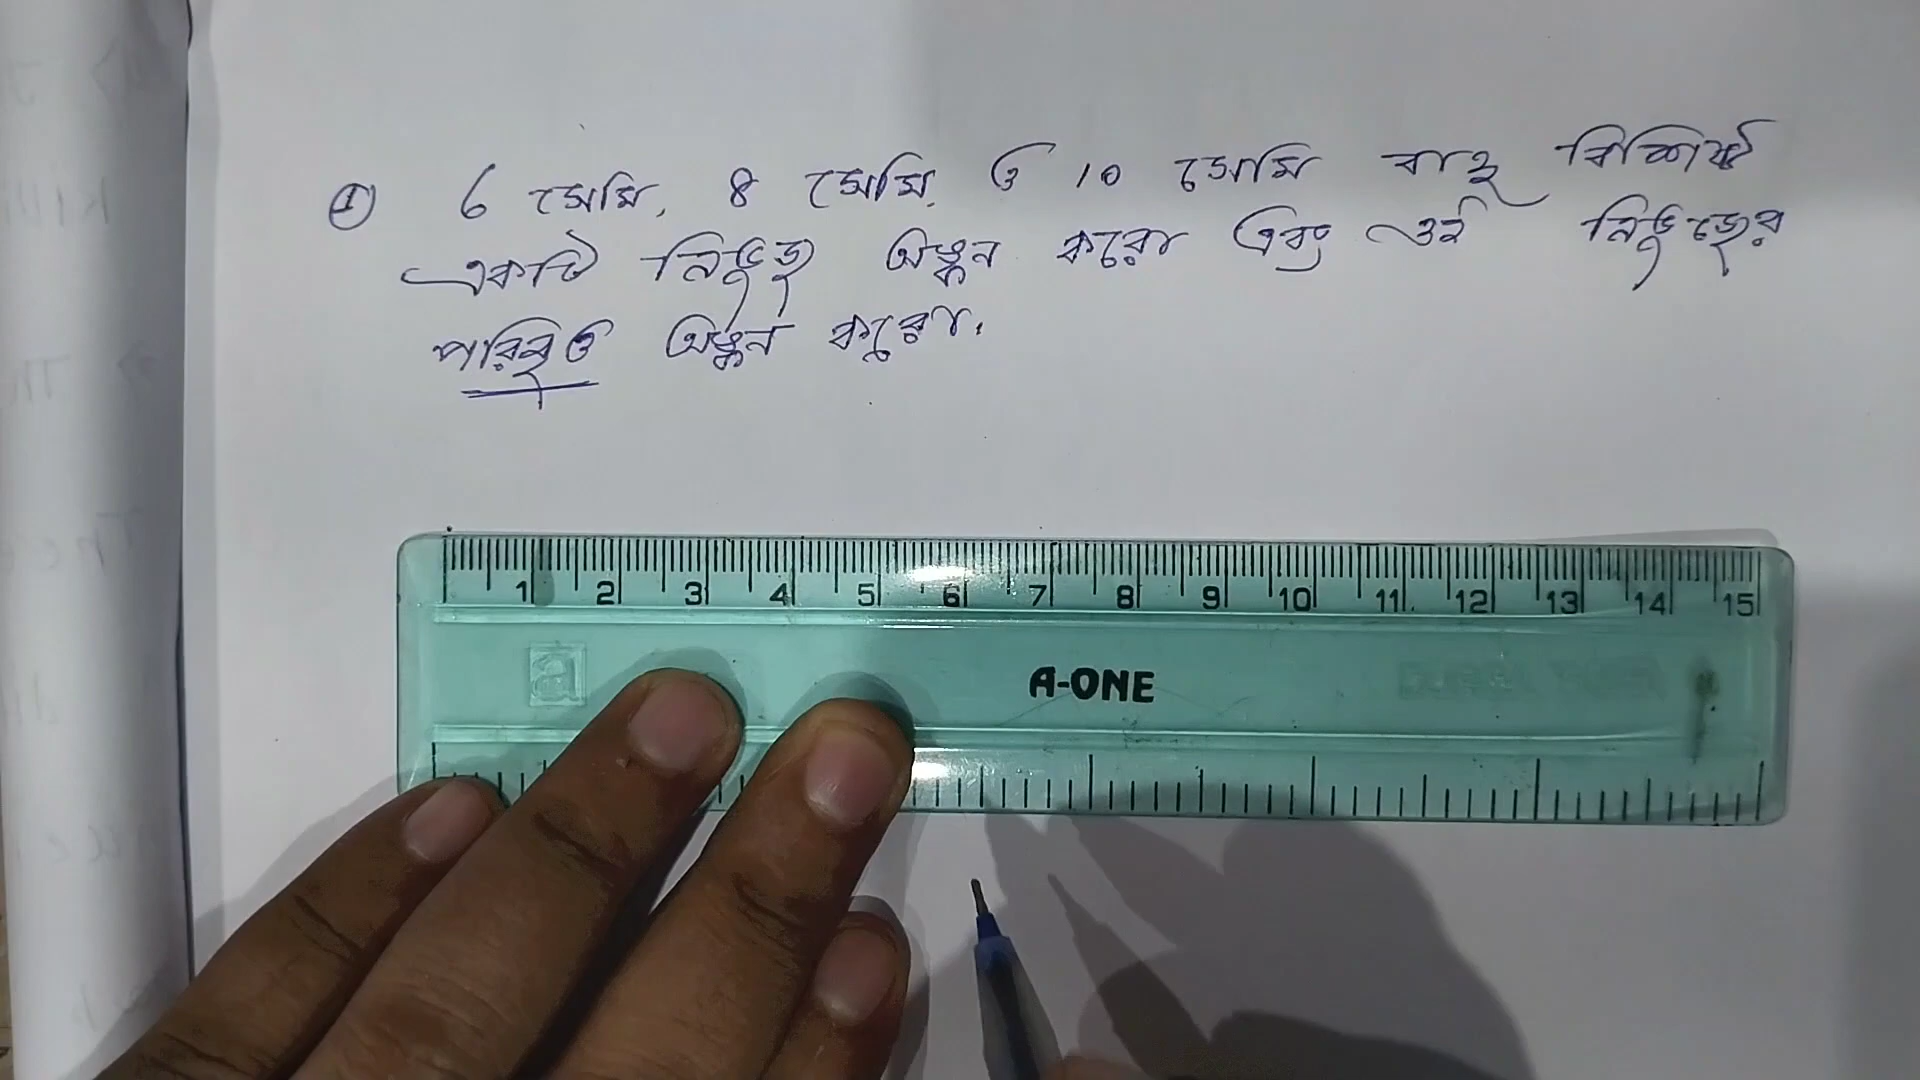 ① 6 সেমি, 8 সেমি, ও 10 সেমি বাহু বিশিষ্ট
একটি ত্রিভুজ অঙ্কন করো এবং ওই ত্রিভুজের
পরিবৃত্ত অঙ্কন করো.
1 2 3 4 5 6 7 8 9 10 11 12 13 14 15
a
A-ONE